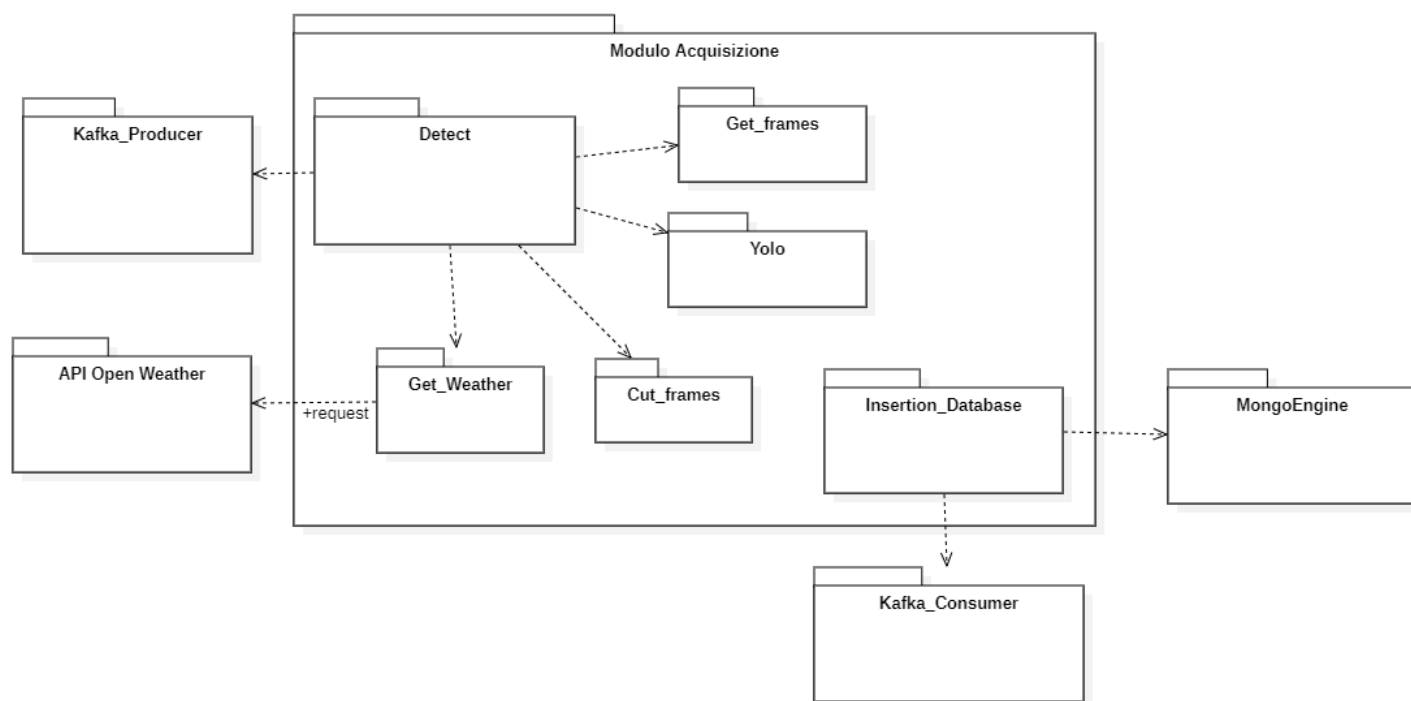 Modulo Acquisizione
Kafka_Producer
Detect
Get_frames
Yolo
API Open Weather
+request
Get_Weather
Cut_frames
Insertion_Database
MongoEngine
Kafka_Consumer